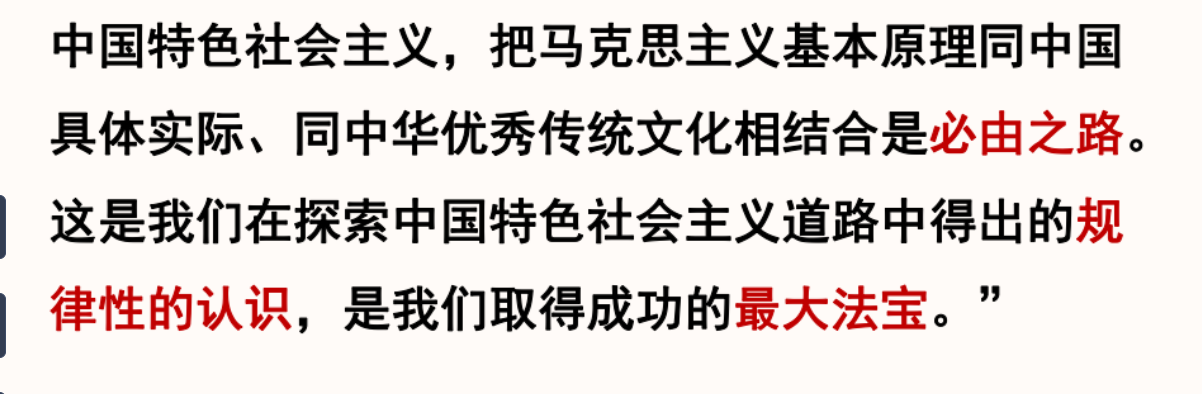 中国特色社会主义，把马克思主义基本原理同中国
具体实际、同中华优秀传统文化相结合是必由之路。
这是我们在探索中国特色社会主义道路中得出的规
律性的认识，是我们取得成功的最大法宝。”